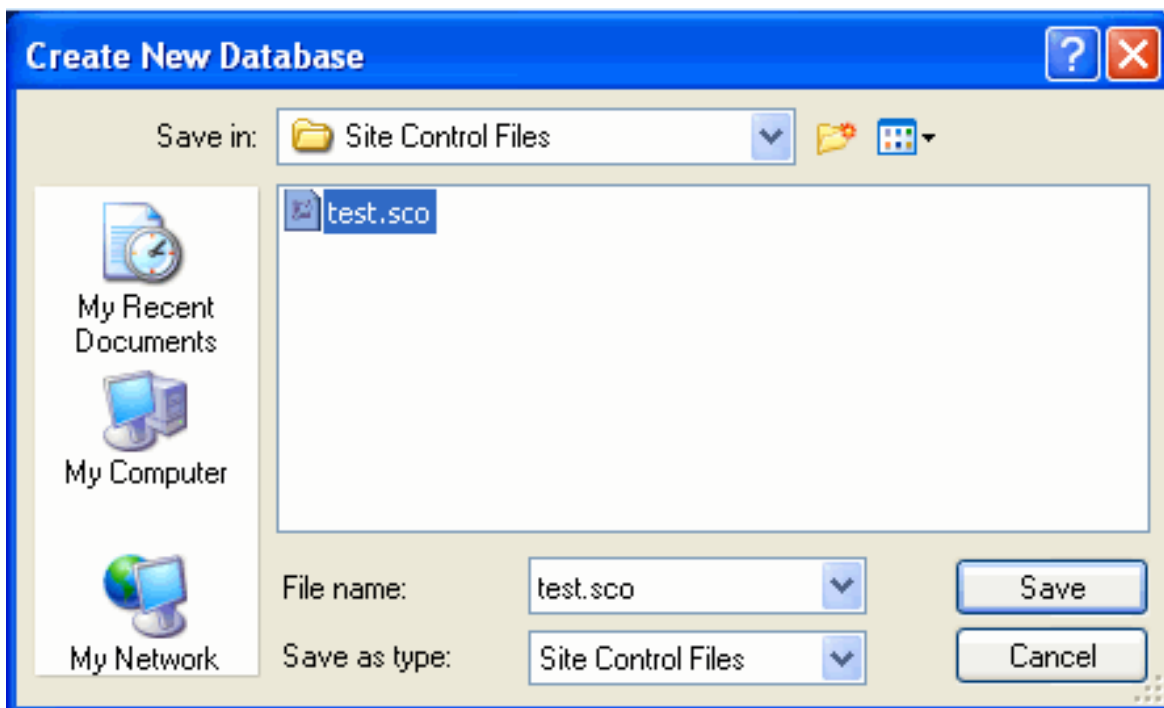 Create New Database
Save in:
Site Control Files
test.sco
My Recent
Documents
My Computer
My Network
File name:
test.sco
Save
Save as type:
Site Control Files
Cancel